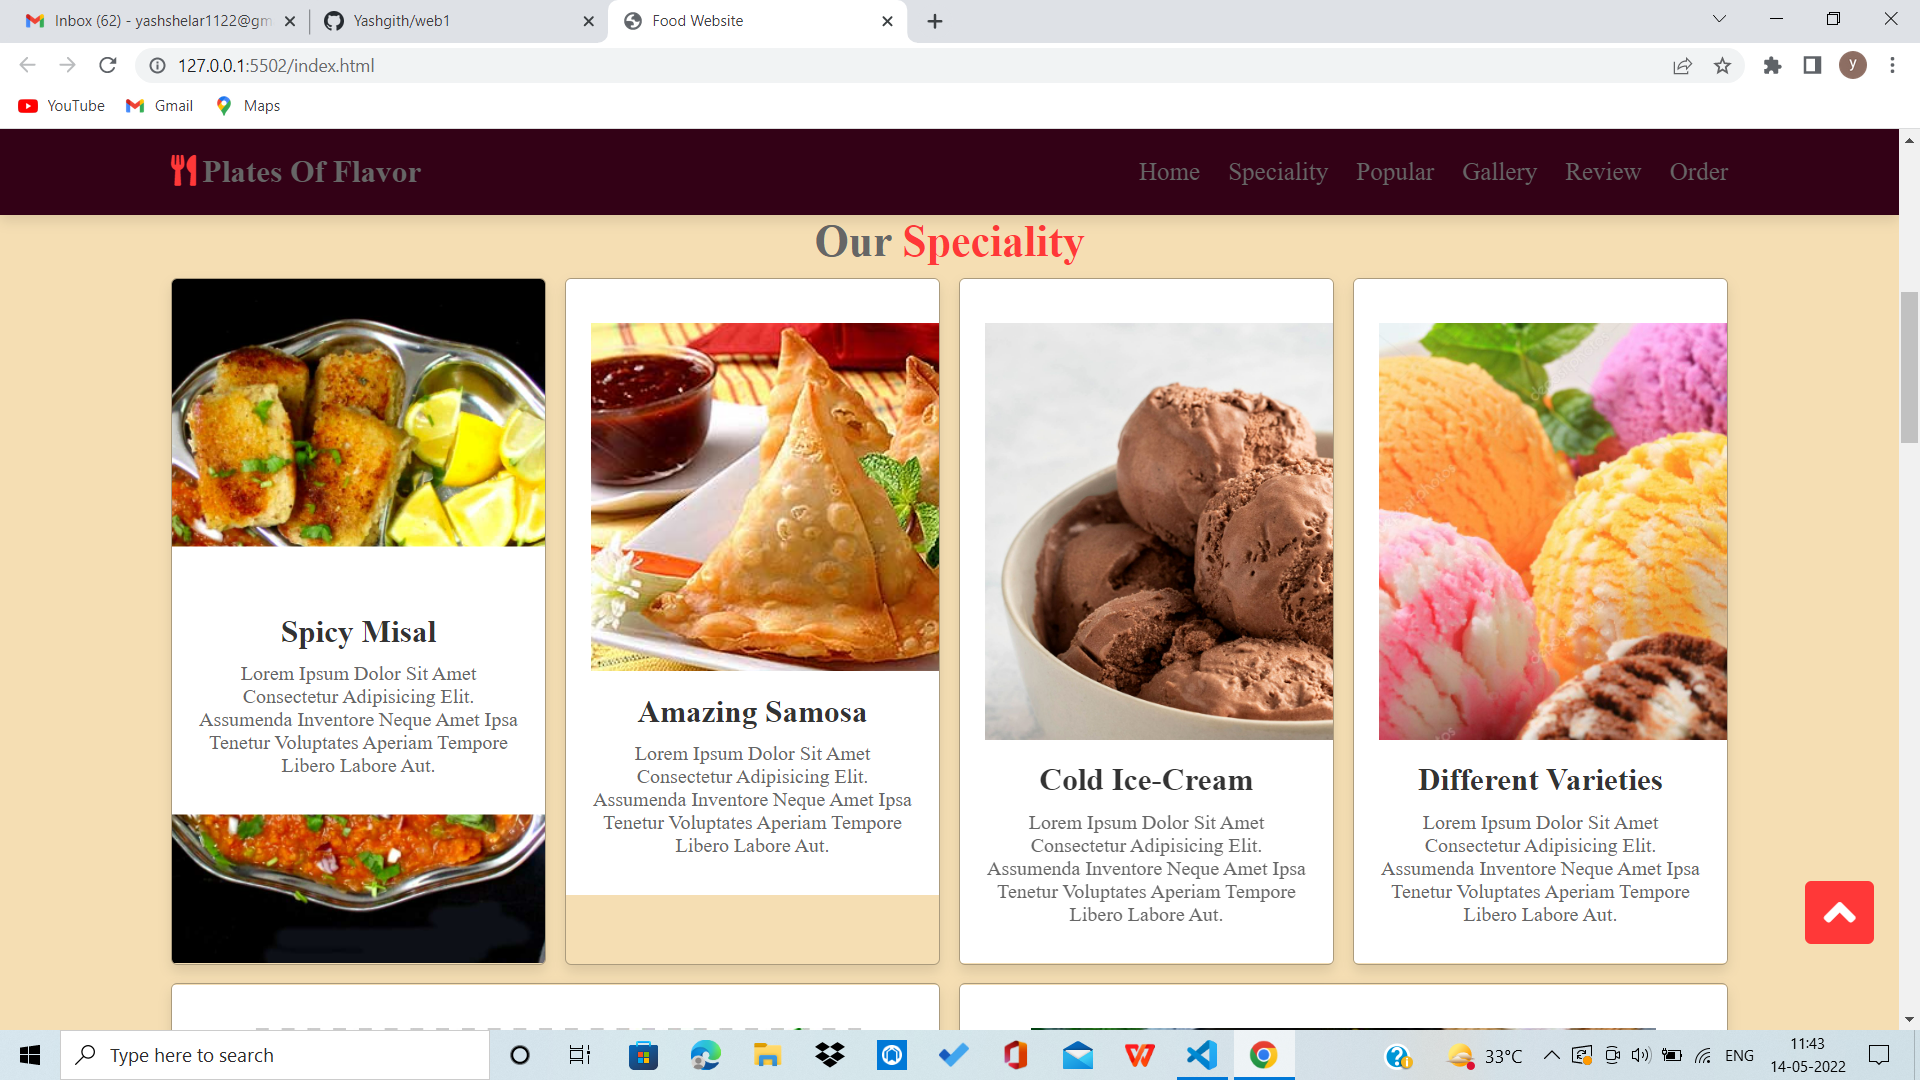 Inbox (62) - yashshelar1122@gm
Yashgith/web1
Food Website
127.0.0.1:5502/index.html
y
YouTube
Gmail
Maps
Plates Of Flavor
Home
Speciality
Popular
Gallery
Review
Order
Our Speciality
Spicy Misal
Lorem Ipsum Dolor Sit Amet
Consectetur Adipisicing Elit.
Assumenda Inventore Neque Amet Ipsa
Tenetur Voluptates Aperiam Tempore
Libero Labore Aut.
Amazing Samosa
Lorem Ipsum Dolor Sit Amet
Consectetur Adipisicing Elit.
Assumenda Inventore Neque Amet Ipsa
Tenetur Voluptates Aperiam Tempore
Libero Labore Aut.
Cold Ice-Cream
Lorem Ipsum Dolor Sit Amet
Consectetur Adipisicing Elit.
Assumenda Inventore Neque Amet Ipsa
Tenetur Voluptates Aperiam Tempore
Libero Labore Aut.
Different Varieties
Lorem Ipsum Dolor Sit Amet
Consectetur Adipisicing Elit.
Assumenda Inventore Neque Amet Ipsa
Tenetur Voluptates Aperiam Tempore
Libero Labore Aut.
Type here to search
33°C
ENG
11:43
14-05-2022